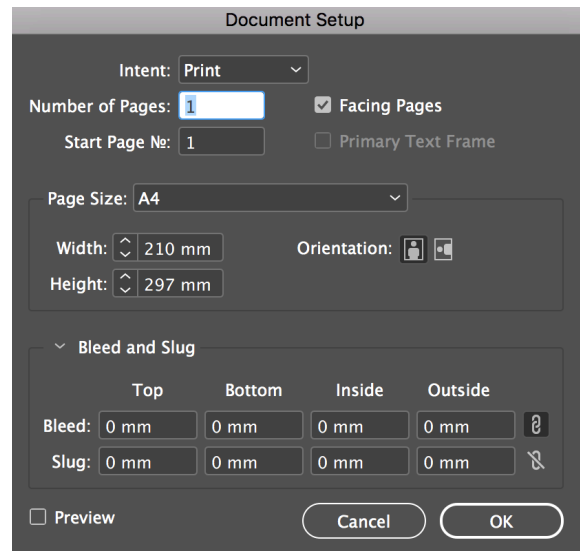 Document Setup
Intent: Print
Number of Pages: 1 Facing Pages
Start Page №: 1 Primary Text Frame
Page Size: A4
Width: 210 mm Orientation:
Height: 297 mm
Bleed and Slug
Top Bottom Inside Outside
Bleed: 0 mm 0 mm 0 mm 0 mm
Slug: 0 mm 0 mm 0 mm 0 mm
Preview Cancel OK